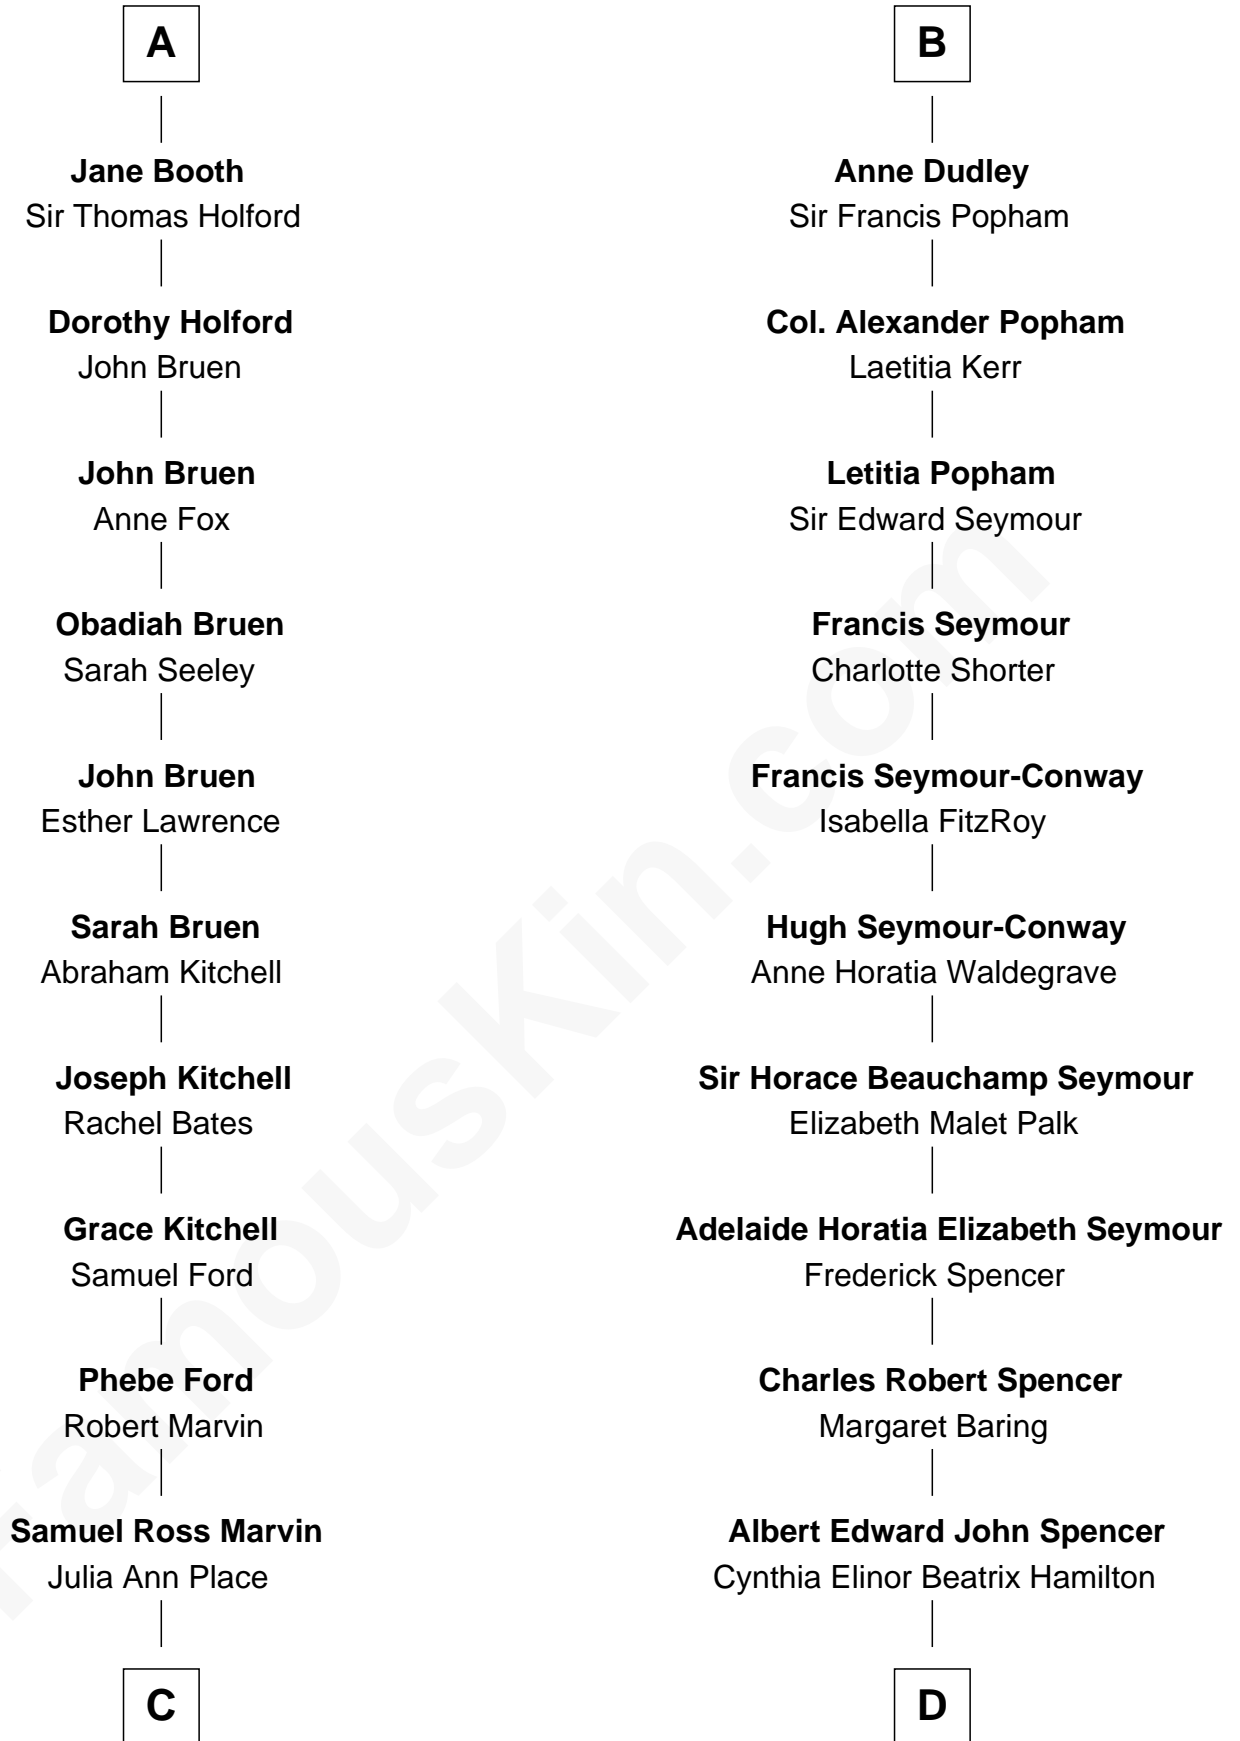 A
Jane Booth
Sir Thomas Holford
Dorothy Holford
John Bruen
John Bruen
Anne Fox
Obadiah Bruen
Sarah Seeley
John Bruen
Esther Lawrence
Sarah Bruen
Abraham Kitchell
Joseph Kitchell
Rachel Bates
Grace Kitchell
Samuel Ford
Phebe Ford
Robert Marvin
Samuel Ross Marvin
Julia Ann Place
C
B
Anne Dudley
Sir Francis Popham
Col. Alexander Popham
Laetitia Kerr
Letitia Popham
Sir Edward Seymour
Francis Seymour
Charlotte Shorter
Francis Seymour-Conway
Isabella FitzRoy
Hugh Seymour-Conway
Anne Horatia Waldegrave
Sir Horace Beauchamp Seymour
Elizabeth Malet Palk
Adelaide Horatia Elizabeth Seymour
Frederick Spencer
Charles Robert Spencer
Margaret Baring
Albert Edward John Spencer
Cynthia Elinor Beatrix Hamilton
D
FamousKin.com